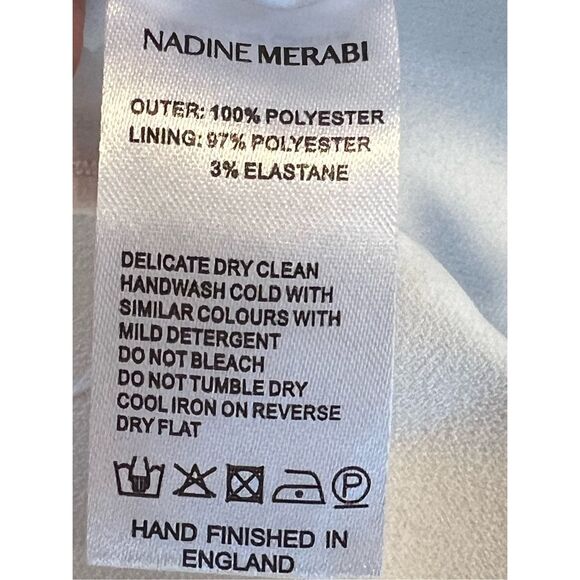 NADINE MERABI
OUTER: 100% POLYESTER
LINING: 97% POLYESTER
3% ELASTANE
DELICATE DRY CLEAN
HANDWASH COLD WITH
SIMILAR COLOURS WITH
MILD DETERGENT
DO NOT BLEACH
DO NOT TUMBLE DRY
COOL IRON ON REVERSE
DRY FLAT
P
HAND FINISHED IN
ENGLAND